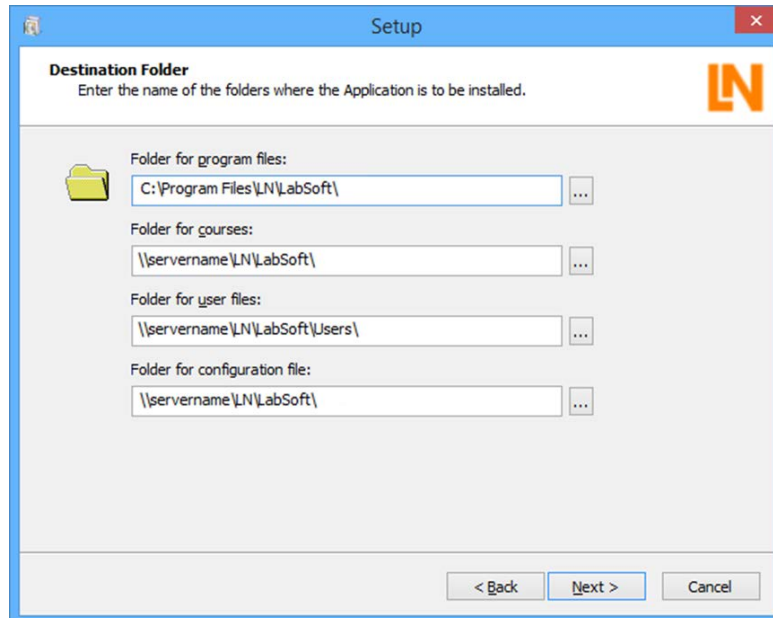 Setup
Destination Folder
Enter the name of the folders where the Application is to be installed.
LN
Folder for program files:
C:\Program Files\LN\LabSoft\
...
Folder for courses:
\\servername\LN\LabSoft\
...
Folder for user files:
\\servername\LN\LabSoft\Users\
...
Folder for configuration file:
\\servername\LN\LabSoft\
...
< Back Next > Cancel